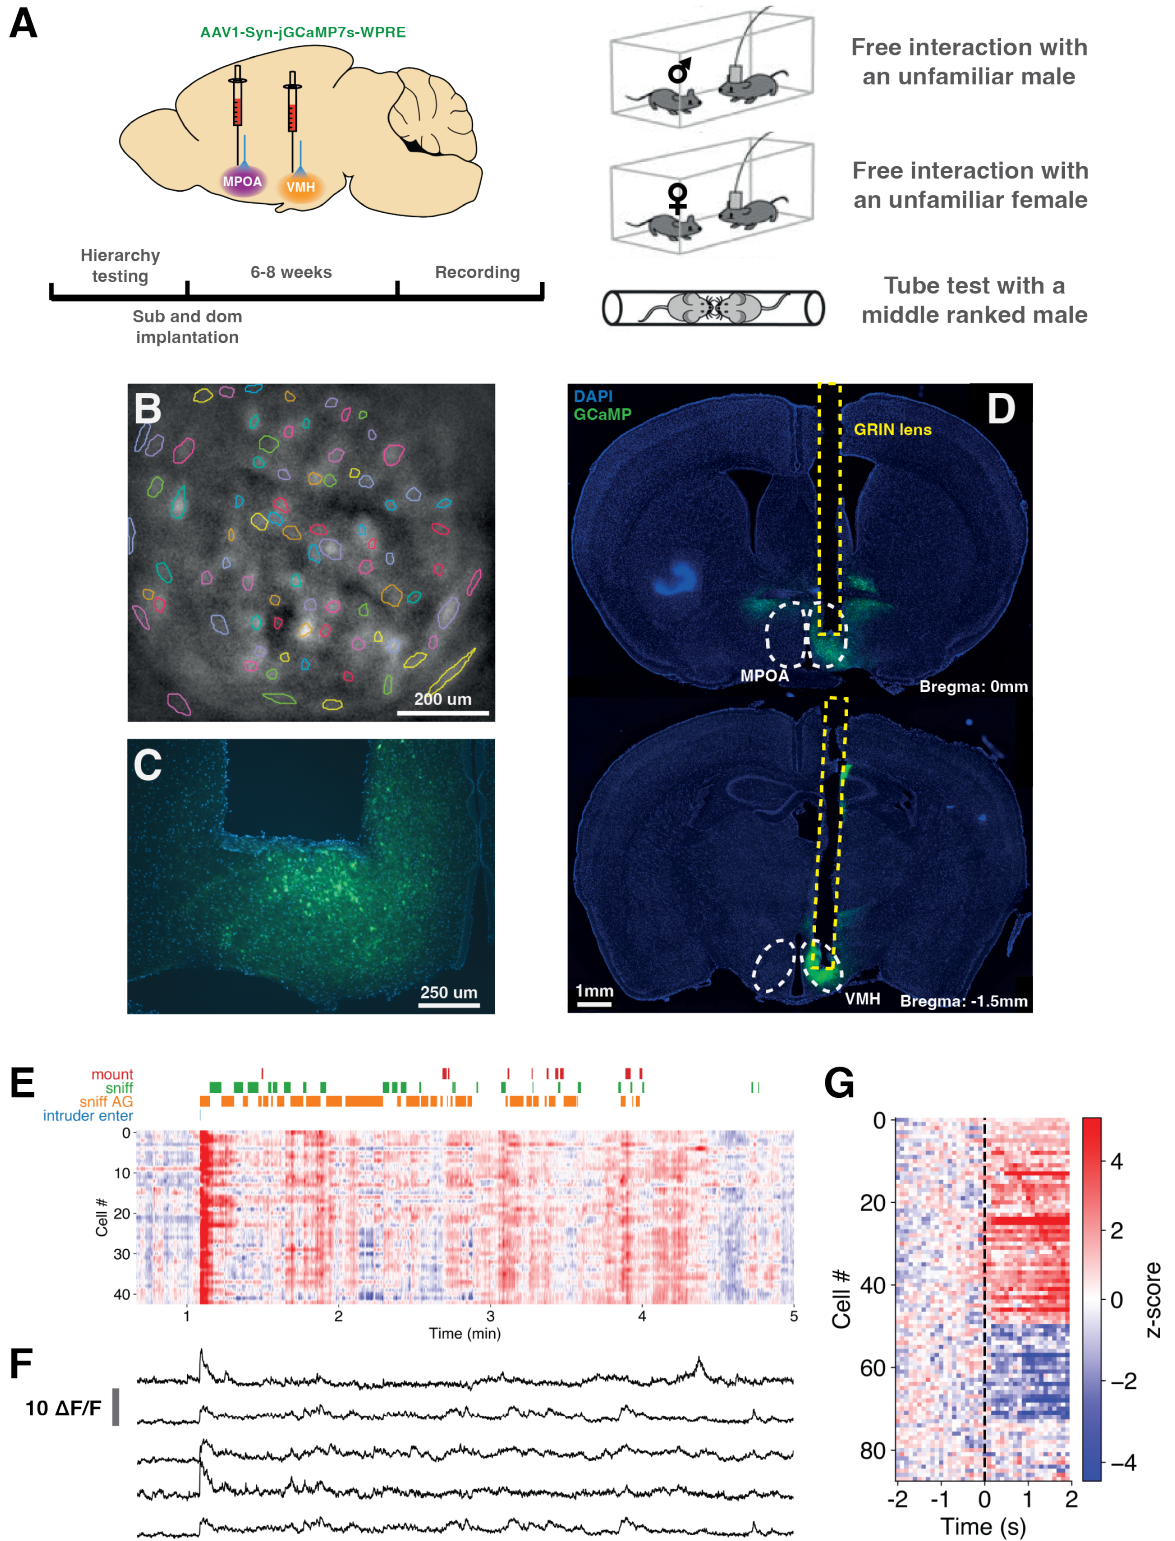 A
AAV1-Syn-jGCaMP7s-WPRE
MPOA
VMH
Hierarchy
testing
6-8 weeks
Recording
Sub and dom
implantation
♂
Free interaction with
an unfamiliar male
♀
Free interaction with
an unfamiliar female
Tube test with a
middle ranked male
B
200 um
C
250 um
D
DAPI
GCaMP
GRIN lens
MPOA
Bregma: 0mm
1mm
VMH
Bregma: -1.5mm
E
mount
sniff
sniff AG
intruder enter
0
10
20
30
40
Cell #
1
2
3
4
5
Time (min)
F
10 ΔF/F
G
0
20
40
60
80
Cell #
-2
-1
0
1
2
Time (s)
4
2
0
−2
−4
z-score